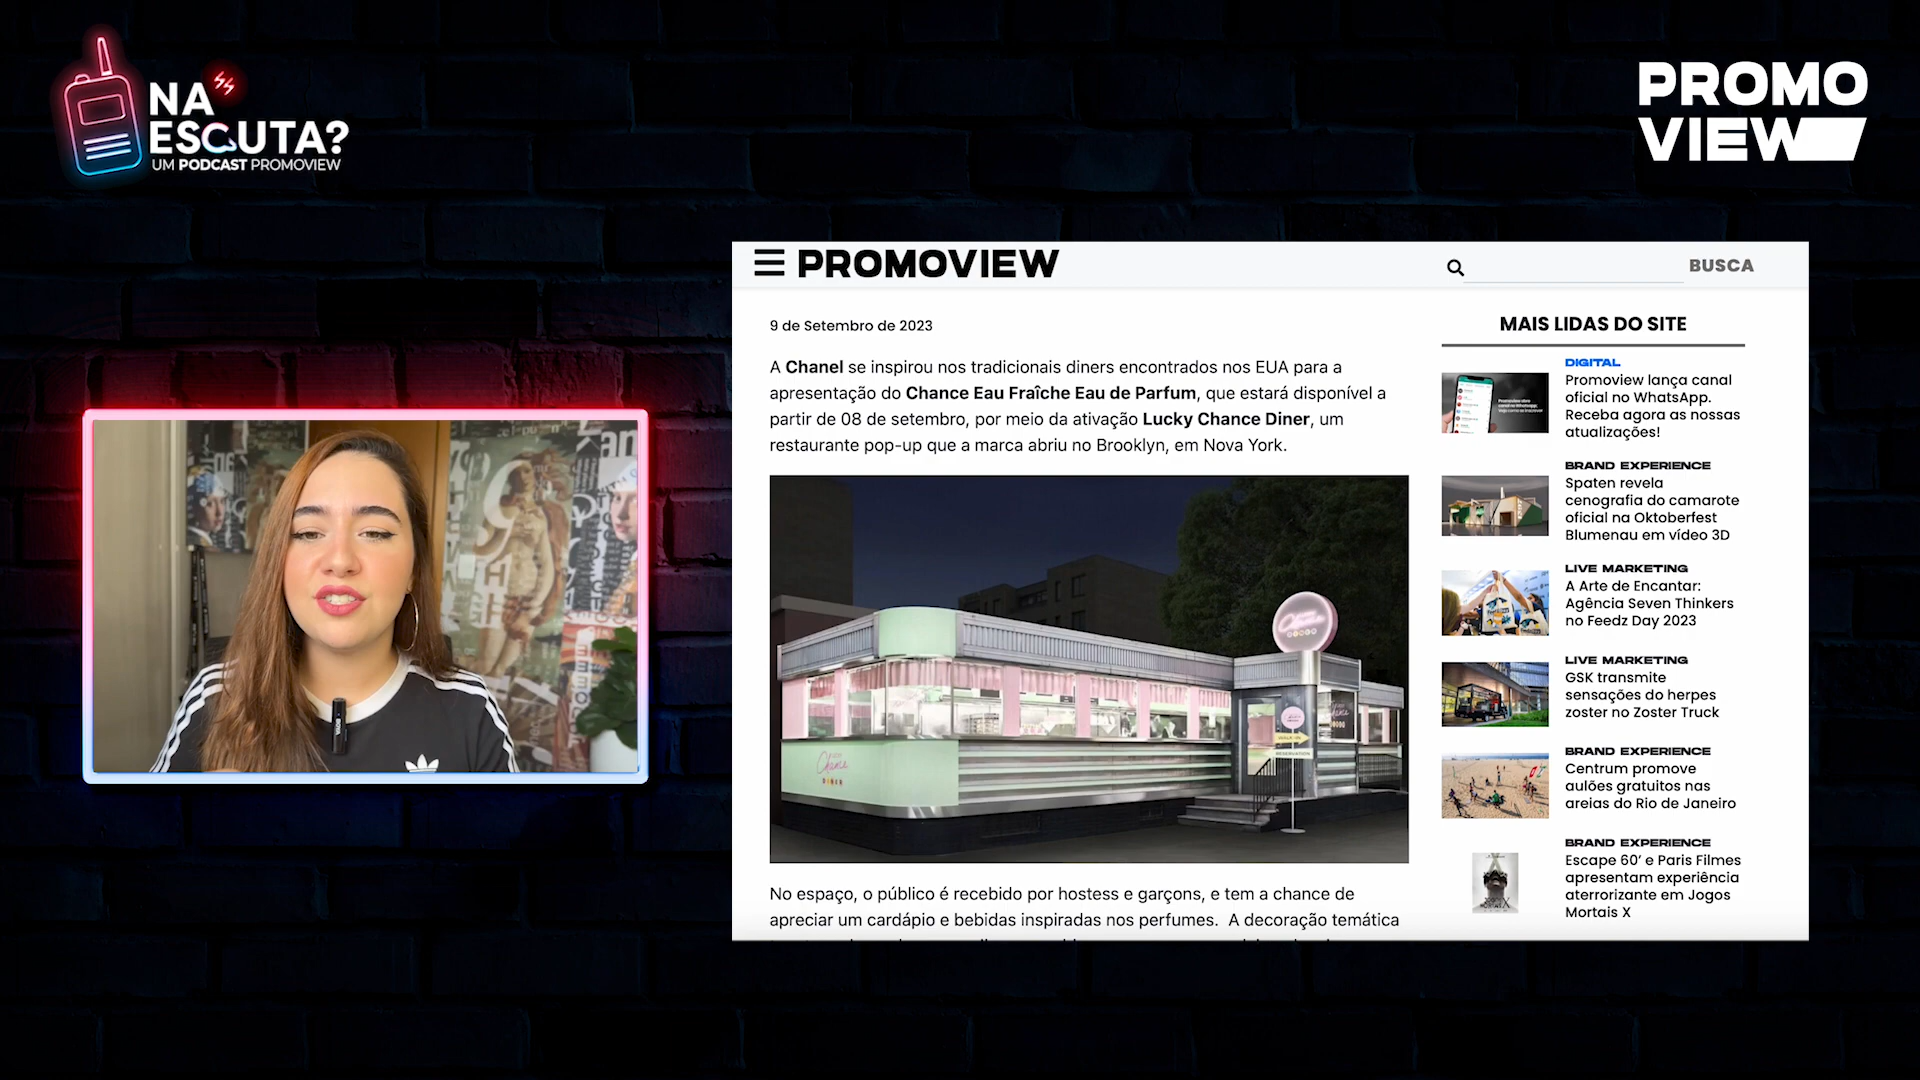 NA
ESCUTA?
UM PODCAST PROMOVIEW
PROMO
VIEW
PROMOVIEW
BUSCA
9 de Setembro de 2023
A Chanel se inspirou nos tradicionais diners encontrados nos EUA para a
apresentação do Chance Eau Fraîche Eau de Parfum, que estará disponível a
partir de 08 de setembro, por meio da ativação Lucky Chance Diner, um
restaurante pop-up que a marca abriu no Brooklyn, em Nova York.
Chance
DINER
Chance
DINER
WALK-IN
RESERVATION
No espaço, o público é recebido por hostess e garçons, e tem a chance de
apreciar um cardápio e bebidas inspiradas nos perfumes. A decoração temática
MAIS LIDAS DO SITE
DIGITAL
Promoview lança canal
oficial no WhatsApp.
Receba agora as nossas
atualizações!
BRAND EXPERIENCE
Spaten revela
cenografia do camarote
oficial na Oktoberfest
Blumenau em vídeo 3D
LIVE MARKETING
A Arte de Encantar:
Agência Seven Thinkers
no Feedz Day 2023
LIVE MARKETING
GSK transmite
sensações do herpes
zoster no Zoster Truck
BRAND EXPERIENCE
Centrum promove
aulões gratuitos nas
areias do Rio de Janeiro
BRAND EXPERIENCE
Escape 60’ e Paris Filmes
apresentam experiência
aterrorizante em Jogos
Mortais X